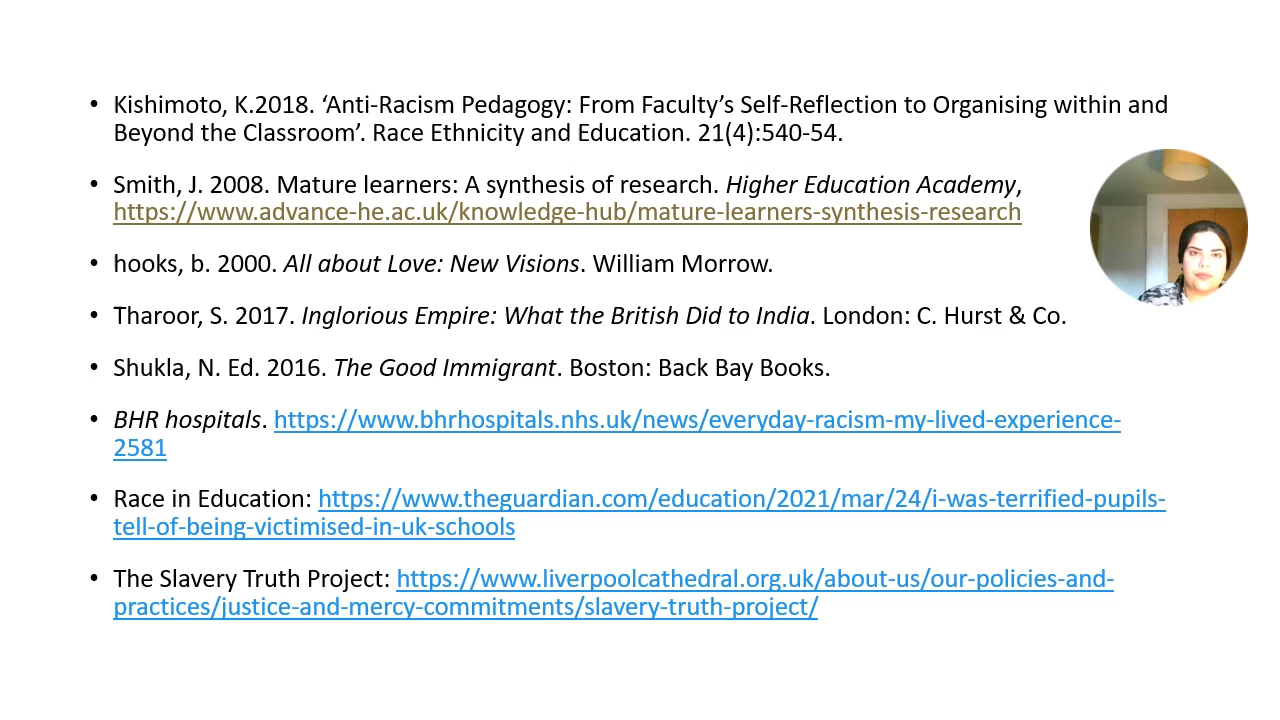 • Kishimoto, K.2018. ‘Anti-Racism Pedagogy: From Faculty’s Self-Reflection to Organising within and
Beyond the Classroom’. Race Ethnicity and Education. 21(4):540-54.
• Smith, J. 2008. Mature learners: A synthesis of research. Higher Education Academy,
https://www.advance-he.ac.uk/knowledge-hub/mature-learners-synthesis-research
• hooks, b. 2000. All about Love: New Visions. William Morrow.
• Tharoor, S. 2017. Inglorious Empire: What the British Did to India. London: C. Hurst & Co.
• Shukla, N. Ed. 2016. The Good Immigrant. Boston: Back Bay Books.
• BHR hospitals. https://www.bhrhospitals.nhs.uk/news/everyday-racism-my-lived-experience-
2581
• Race in Education: https://www.theguardian.com/education/2021/mar/24/i-was-terrified-pupils-
tell-of-being-victimised-in-uk-schools
• The Slavery Truth Project: https://www.liverpoolcathedral.org.uk/about-us/our-policies-and-
practices/justice-and-mercy-commitments/slavery-truth-project/